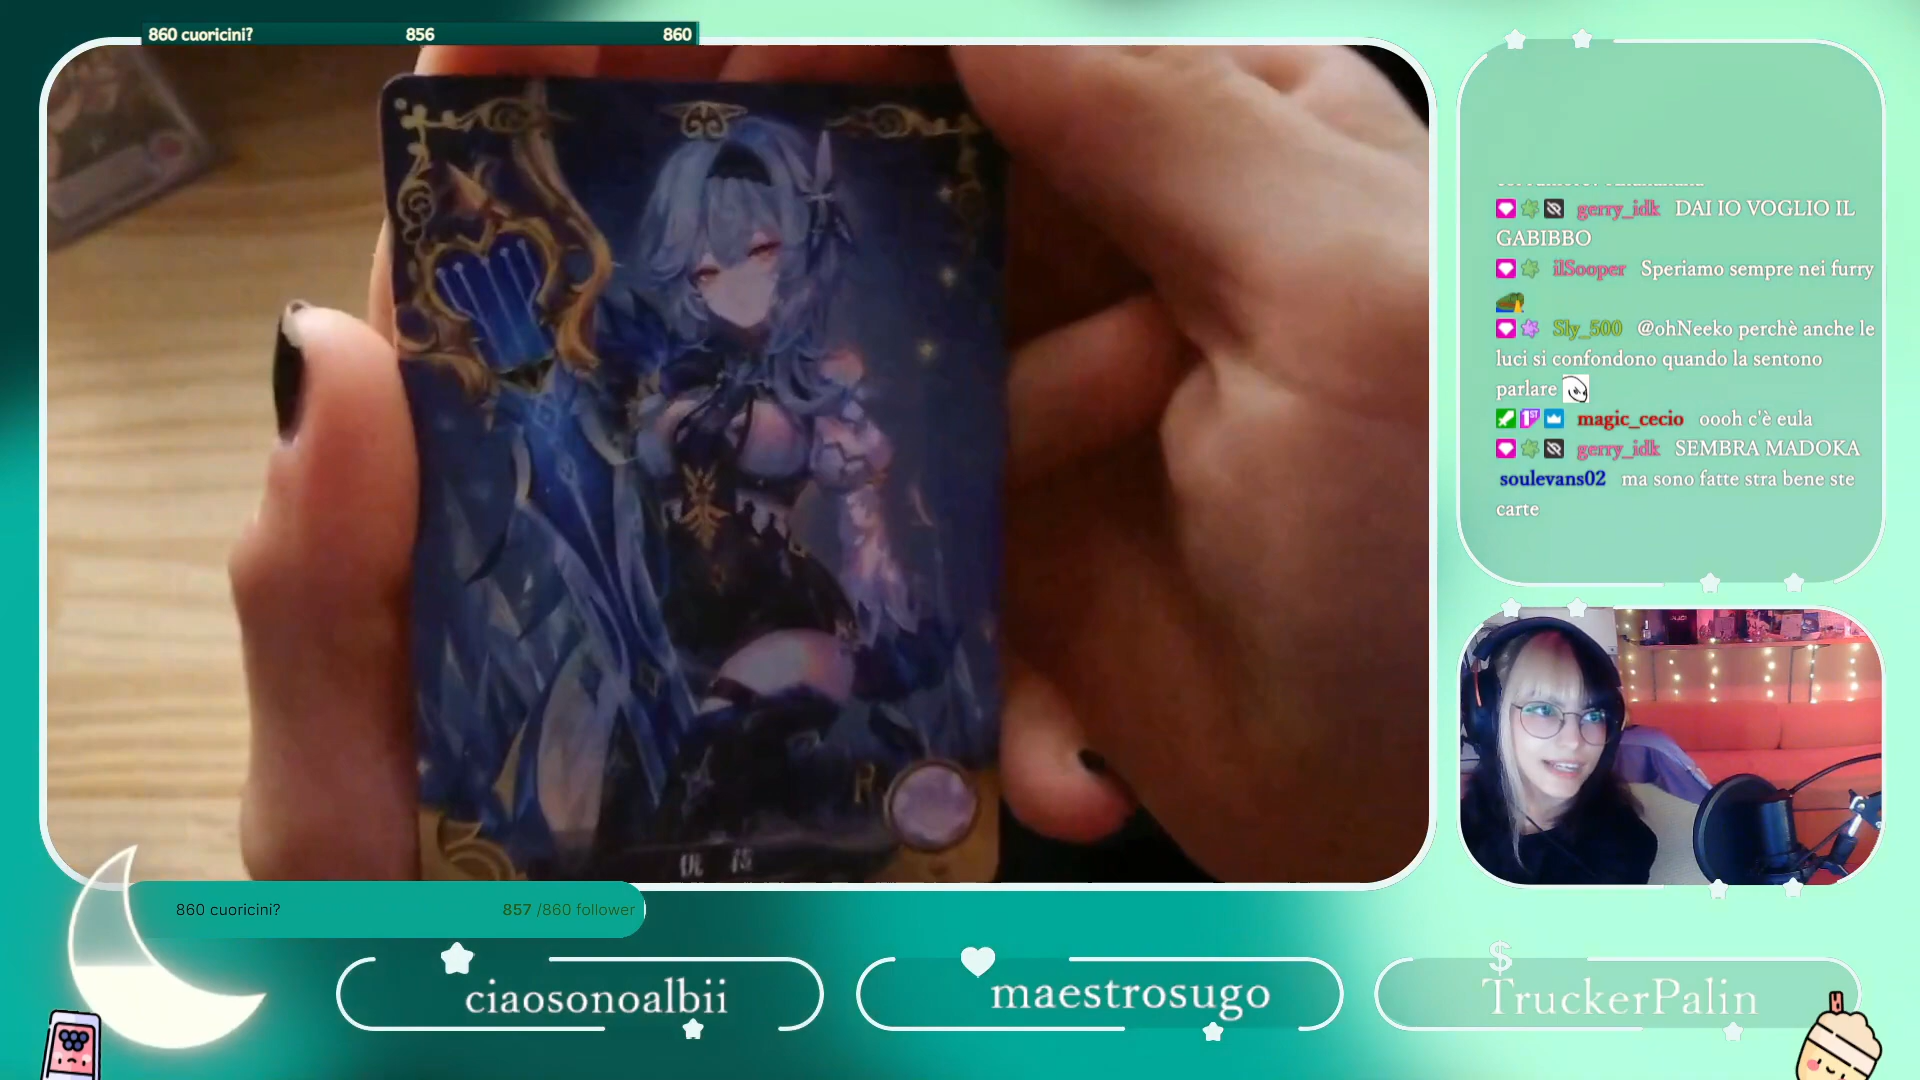 860 cuoricini?
856
860
gerry_idk DAI IO VOGLIO IL
GABIBBO
ilSooper Speriamo sempre nei furry
Sly_500 @ohNeeko perchè anche le
luci si confondono quando la sentono
parlare
1ST magic_cecio oooh c'è eula
gerry_idk SEMBRA MADOKA
soulevans02 ma sono fatte stra bene ste
carte
R
860 cuoricini?
857 /860 follower
ciaosonoalbii
maestrosugo
$
TruckerPalin